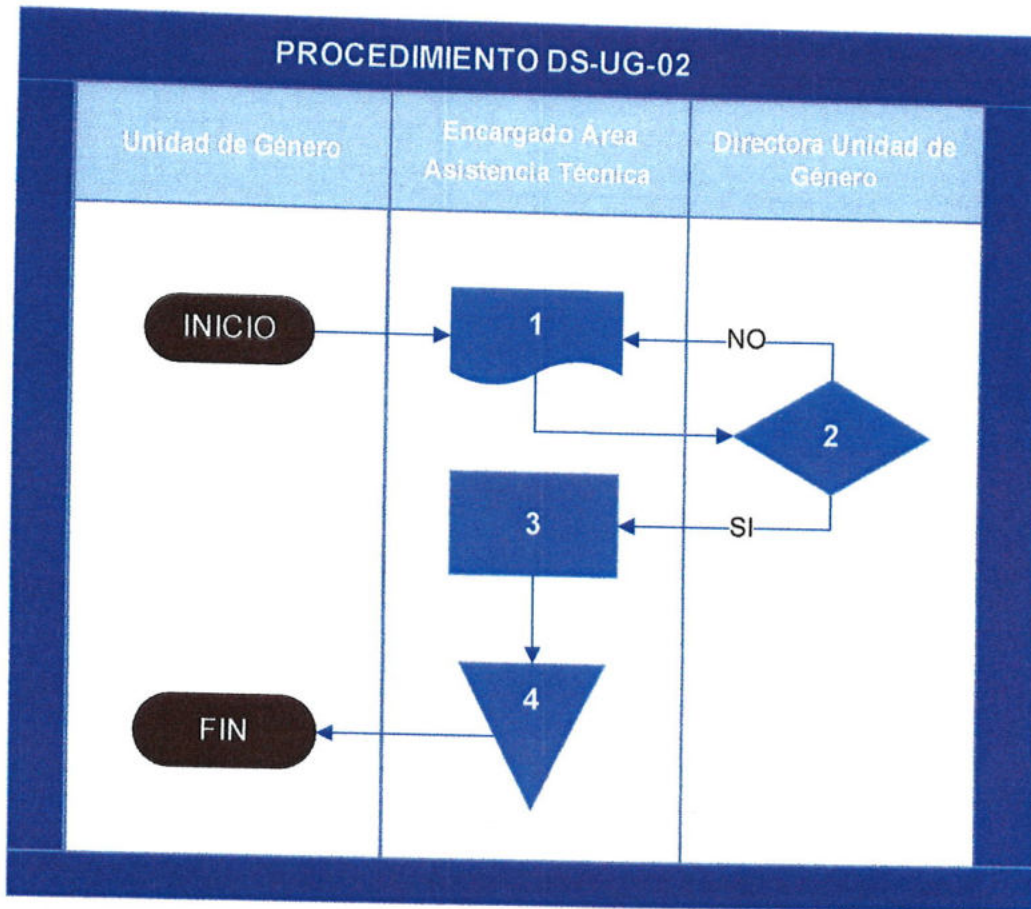 PROCEDIMIENTO DS-UG-02
Unidad de Género
Encargado Área
Asistencia Técnica
Directora Unidad de
Género
INICIO
1
NO
2
3
SI
4
FIN